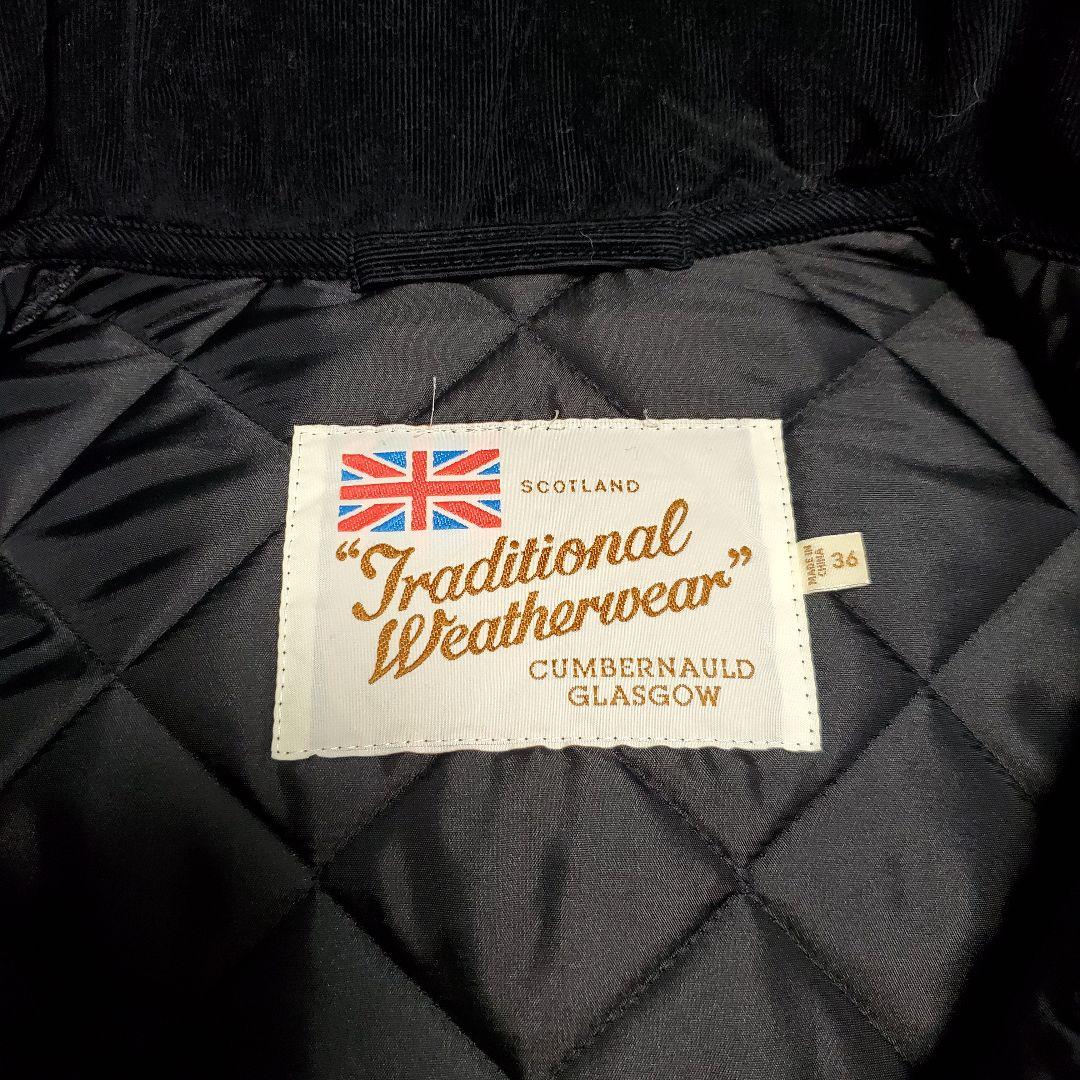 SCOTLAND
"Traditional
Weatherwear"
CUMBERNAULD
GLASGOW
MADE IN
CHINA
36